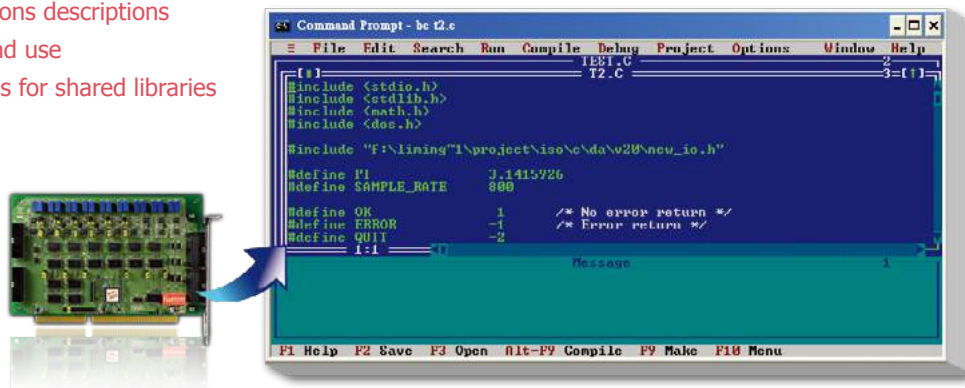 ons descriptions
nd use
s for shared libraries
Command Prompt - bc t2.c
≡ File Edit Search Run Compile Debug Project Options Window Help
TEST.C 2
[■] T2.C 3=[↑]
#include <stdio.h>
#include <stdlib.h>
#include <math.h>
#include <dos.h>
#include "f:\liming~1\project\iso\c\da\v20\new_io.h"
#define PI 3.1415926
#define SAMPLE_RATE 800
#define OK 1 /* No error return */
#define ERROR -1 /* Error return */
#define QUIT -2
1:1
Message 1
F1 Help F2 Save F3 Open Alt-F9 Compile F9 Make F10 Menu